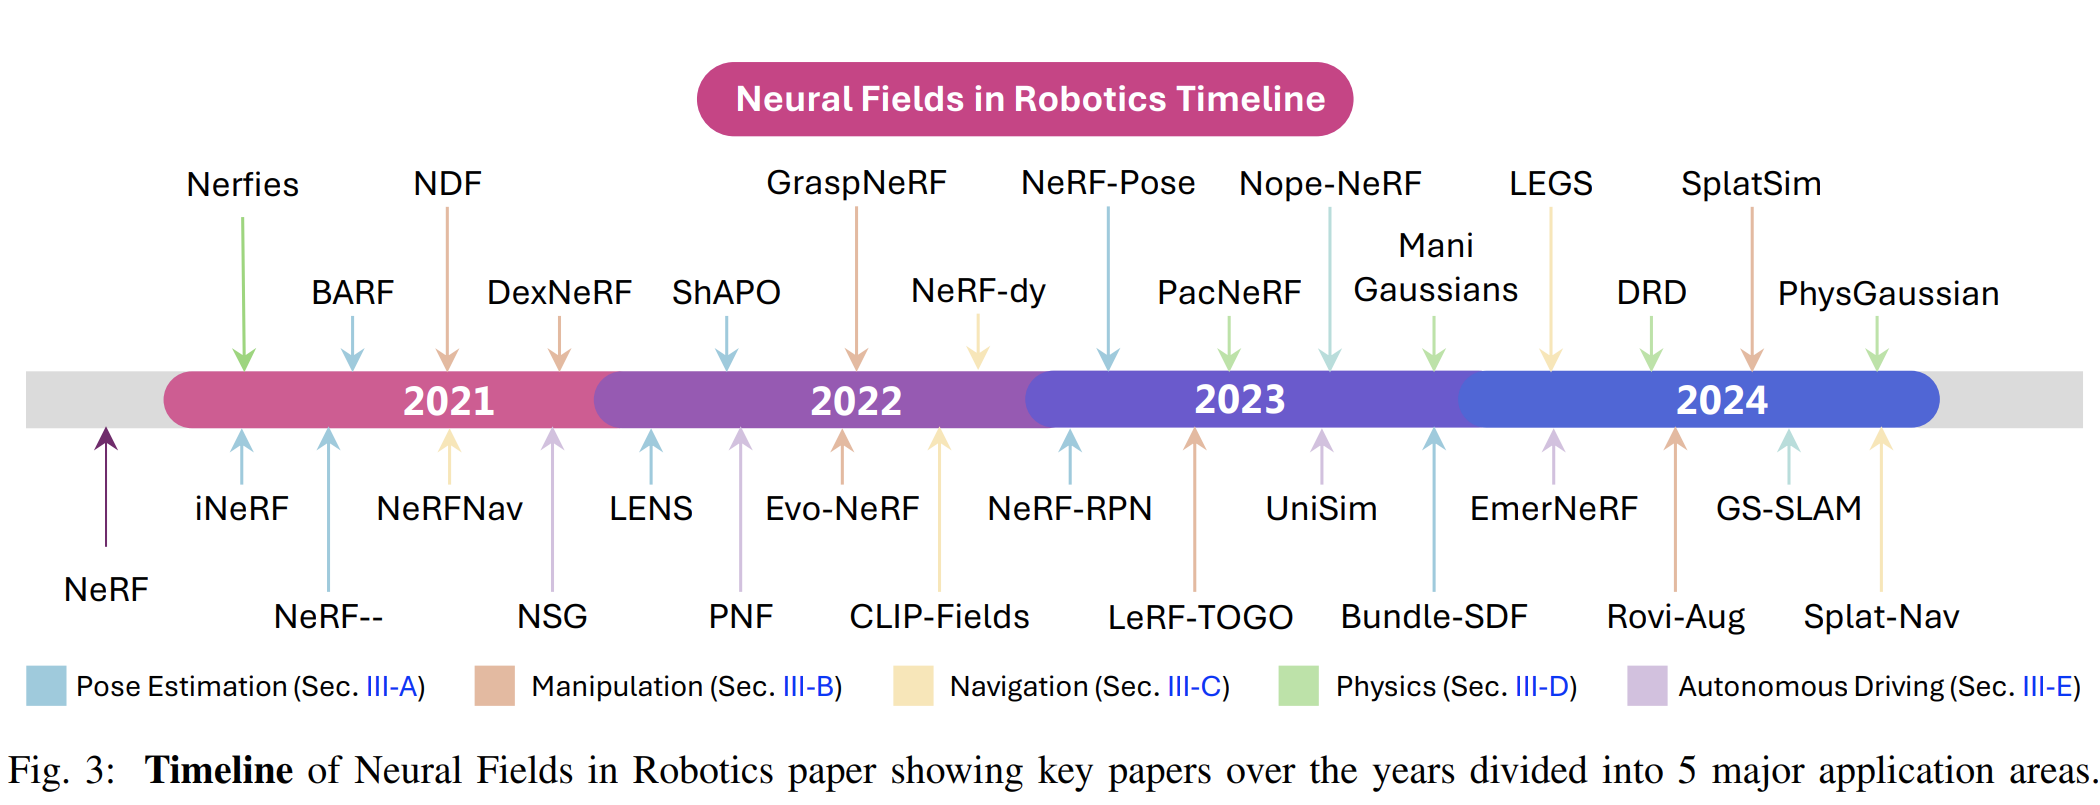 Neural Fields in Robotics Timeline
Nerfies
NDF
GraspNeRF
NeRF-Pose
Nope-NeRF
LEGS
SplatSim
BARF
DexNeRF
ShAPO
NeRF-dy
PacNeRF
Mani
Gaussians
DRD
PhysGaussian
2021
2022
2023
2024
iNeRF
NeRFNav
LENS
Evo-NeRF
NeRF-RPN
UniSim
EmerNeRF
GS-SLAM
NeRF
NeRF--
NSG
PNF
CLIP-Fields
LeRF-TOGO
Bundle-SDF
Rovi-Aug
Splat-Nav
Pose Estimation (Sec. III-A)
Manipulation (Sec. III-B)
Navigation (Sec. III-C)
Physics (Sec. III-D)
Autonomous Driving (Sec. III-E)
Fig. 3: Timeline of Neural Fields in Robotics paper showing key papers over the years divided into 5 major application areas.